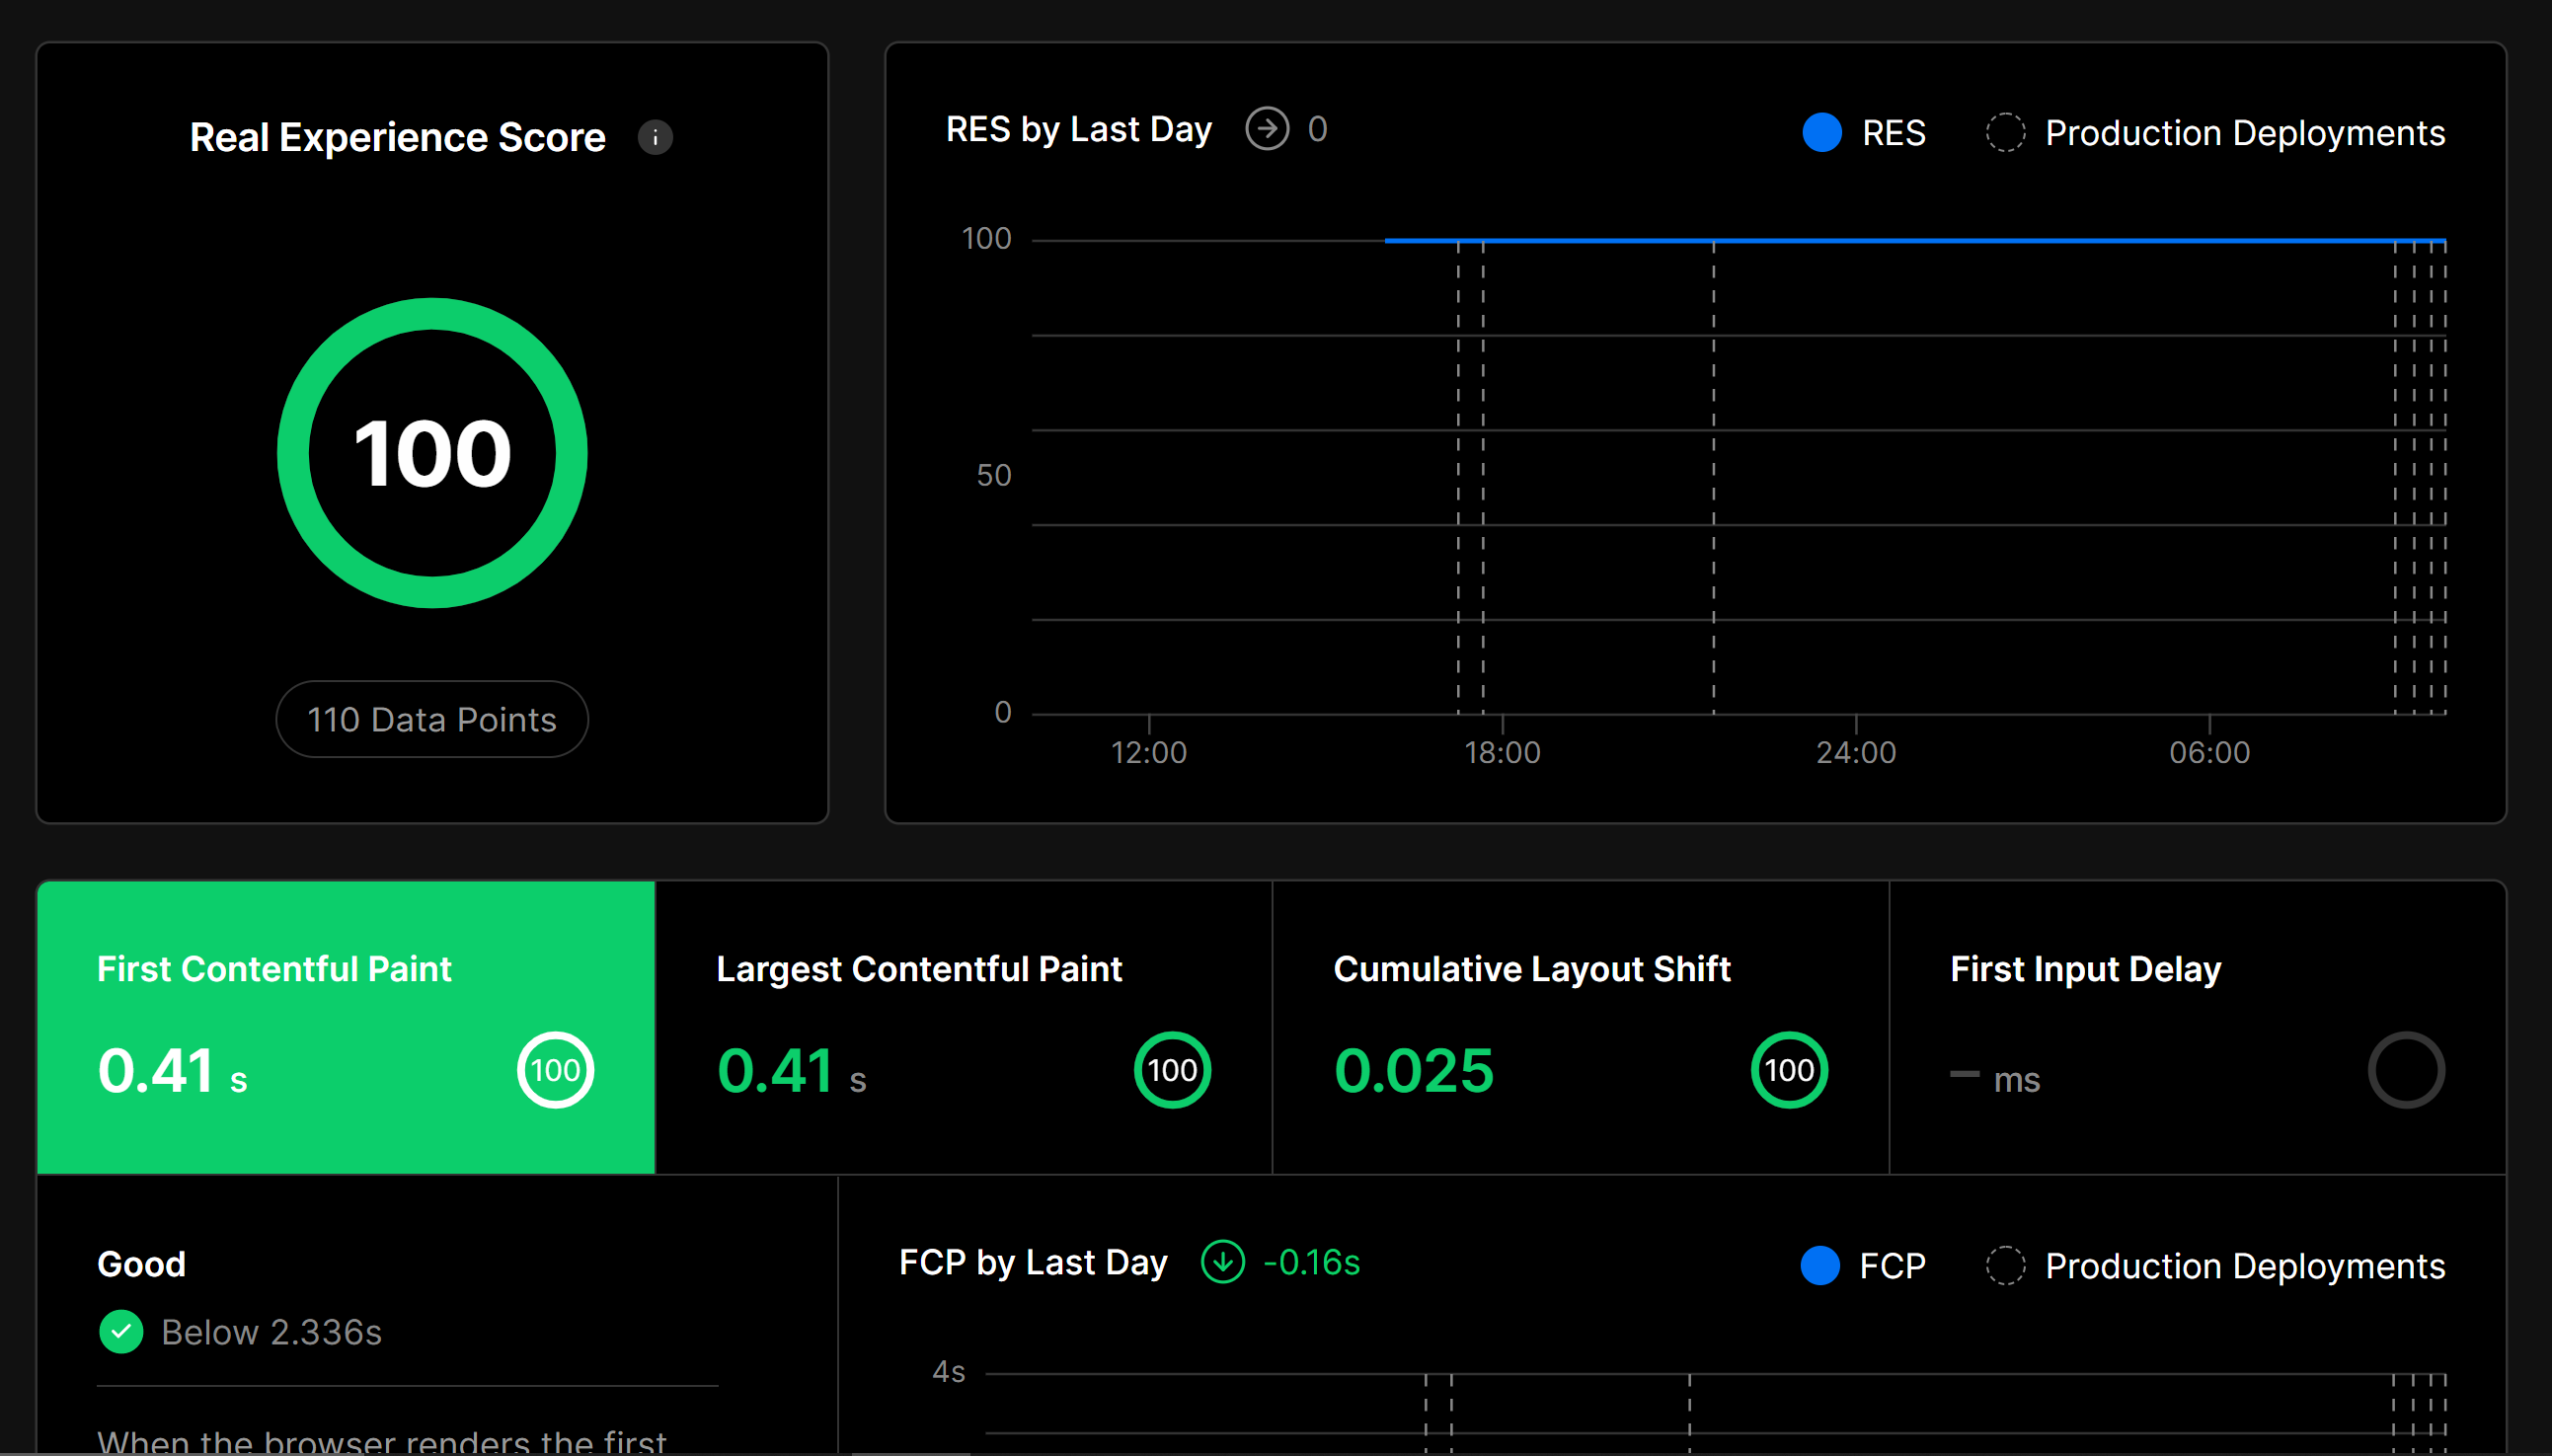 Real Experience Score
100
110 Data Points
RES by Last Day 0
RES Production Deployments
100
50
0
12:00 18:00 24:00 06:00
First Contentful Paint
0.41 s
100
Largest Contentful Paint
0.41 s
100
Cumulative Layout Shift
0.025
100
First Input Delay
– ms
Good
Below 2.336s
When the browser renders the first
FCP by Last Day -0.16s
FCP Production Deployments
4s